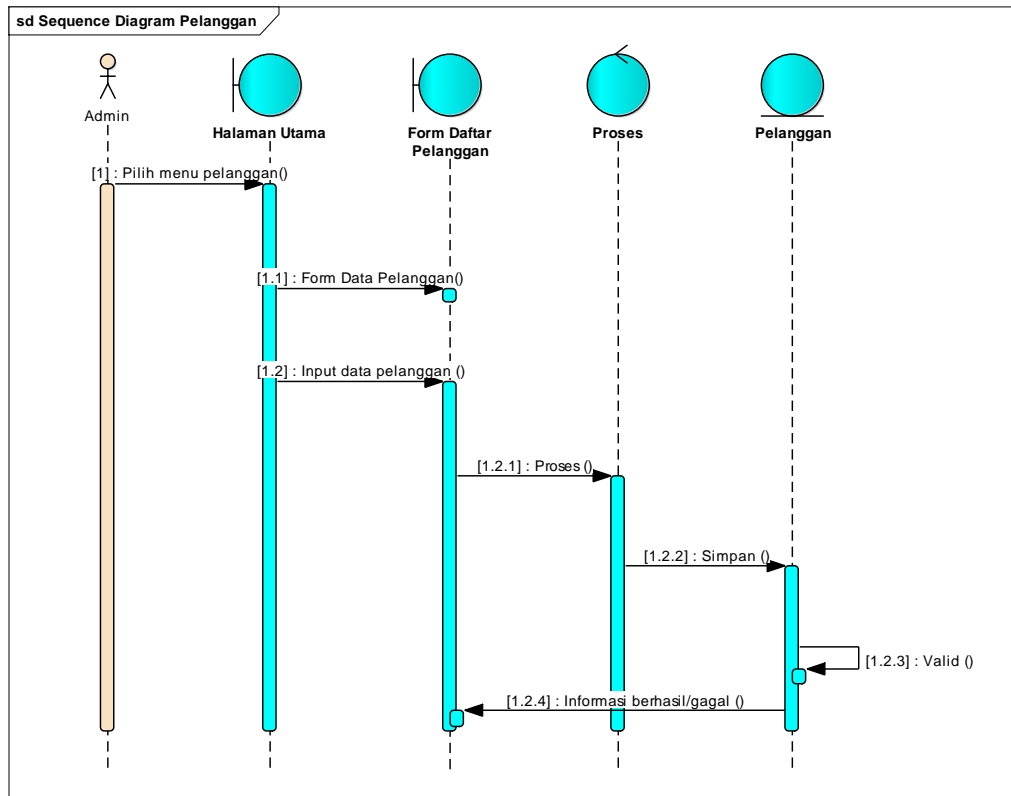 sd Sequence Diagram Pelanggan
Admin
Halaman Utama
Form Daftar
Pelanggan
Proses
Pelanggan
[1] : Pilih menu pelanggan()
[1.1] : Form Data Pelanggan()
[1.2] : Input data pelanggan ()
[1.2.1] : Proses ()
[1.2.2] : Simpan ()
[1.2.3] : Valid ()
[1.2.4] : Informasi berhasil/gagal ()